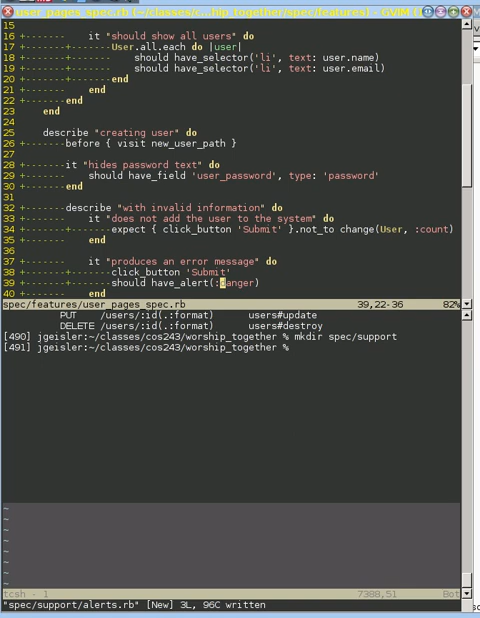 user_pages_spec.rb (~/classes/c...hip_together/spec/features) - GVIM
15
16 +-------    it "should show all users" do
17 +-------+-------User.all.each do |user|
18 +-------+-------    should have_selector('li', text: user.name)
19 +-------+-------    should have_selector('li', text: user.email)
20 +-------+-------end
21 +-------    end
22 +-------end
23     end
24
25     describe "creating user" do
26 +-------before { visit new_user_path }
27
28 +-------it "hides password text" do
29 +-------    should have_field 'user_password', type: 'password'
30 +-------end
31
32 +-------describe "with invalid information" do
33 +-------    it "does not add the user to the system" do
34 +-------+-------expect { click_button 'Submit' }.not_to change(User, :count)
35 +-------    end
36
37 +-------    it "produces an error message" do
38 +-------+-------click_button 'Submit'
39 +-------+-------should have_alert(:danger)
40 +-------    end
spec/features/user_pages_spec.rb 39,22-36 82%
PUT /users/:id(.:format) users#update
DELETE /users/:id(.:format) users#destroy
[490] jgeisler:~/classes/cos243/worship_together % mkdir spec/support
[491] jgeisler:~/classes/cos243/worship_together %
~
~
~
~
~
~
~
tcsh - 1 7388,51 Bot
"spec/support/alerts.rb" [New] 3L, 96C written